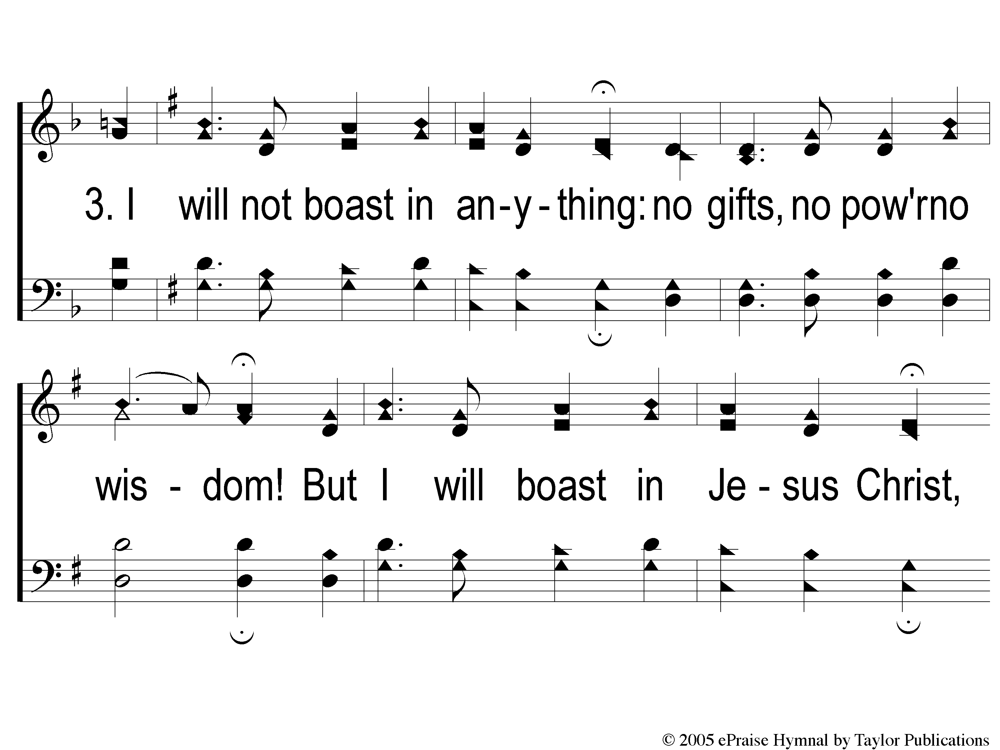 3. I will not boast in an - y - thing: no gifts, no pow'rno
wis - dom! But I will boast in Je - sus Christ,
© 2005 ePraise Hymnal by Taylor Publications